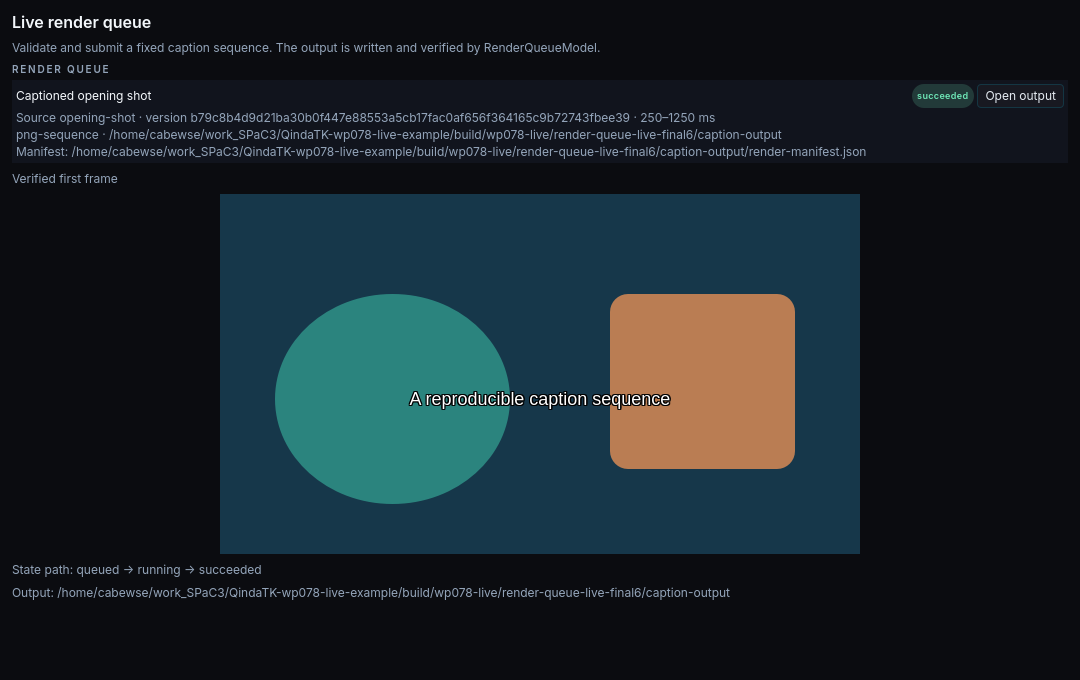 Live render queue
Validate and submit a fixed caption sequence. The output is written and verified by RenderQueueModel.
RENDER QUEUE
Captioned opening shot
succeeded
Open output
Source opening-shot · version b79c8b4d9d21ba30b0f447e88553a5cb17fac0af656f364165c9b72743fbee39 · 250–1250 ms
png-sequence · /home/cabewse/work_SPaC3/QindaTK-wp078-live-example/build/wp078-live/render-queue-live-final6/caption-output
Manifest: /home/cabewse/work_SPaC3/QindaTK-wp078-live-example/build/wp078-live/render-queue-live-final6/caption-output/render-manifest.json
Verified first frame
A reproducible caption sequence
State path: queued → running → succeeded
Output: /home/cabewse/work_SPaC3/QindaTK-wp078-live-example/build/wp078-live/render-queue-live-final6/caption-output